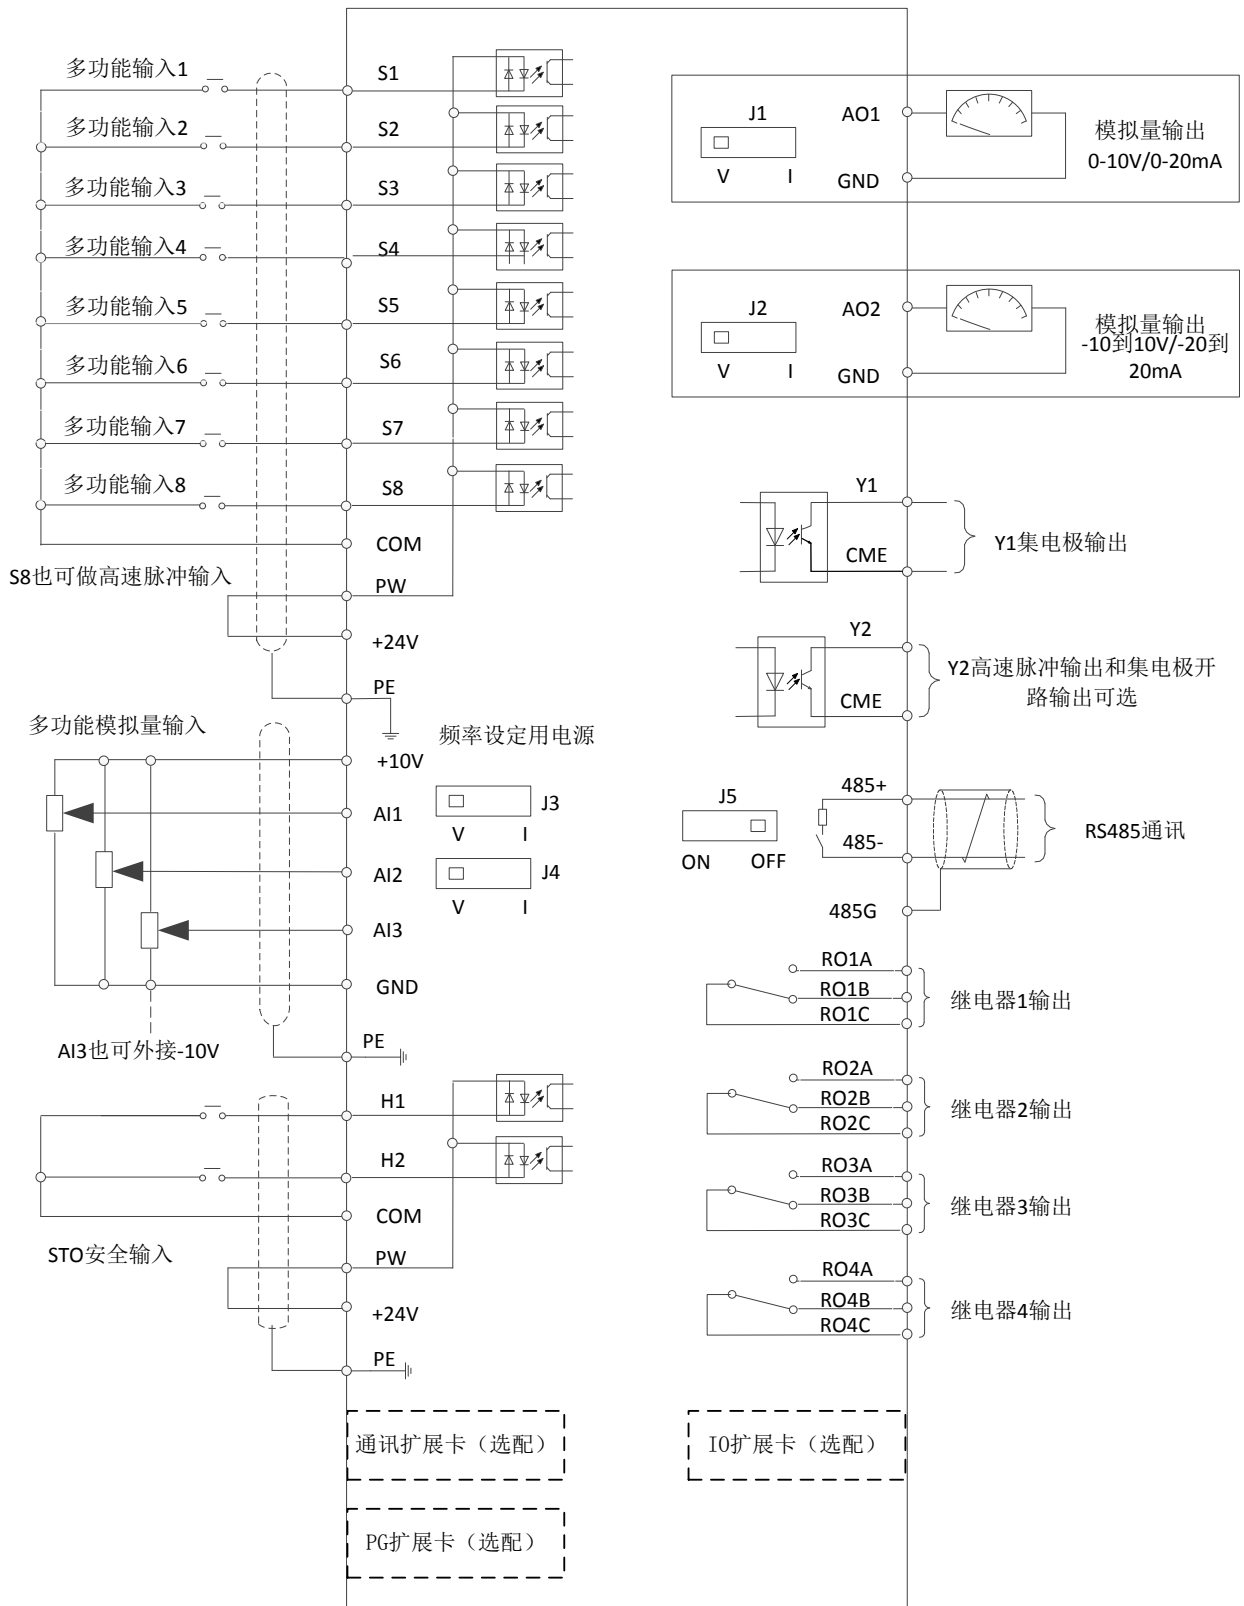 多功能输入1
S1
多功能输入2
S2
多功能输入3
S3
多功能输入4
S4
多功能输入5
S5
多功能输入6
S6
多功能输入7
S7
多功能输入8
S8
COM
S8也可做高速脉冲输入
PW
+24V
PE
多功能模拟量输入
频率设定用电源
+10V
AI1
J3
V I
AI2
J4
V I
AI3
GND
AI3也可外接-10V
PE
H1
H2
COM
STO安全输入
PW
+24V
PE
通讯扩展卡（选配）
PG扩展卡（选配）
J1
V I
AO1
GND
模拟量输出
0-10V/0-20mA
J2
V I
AO2
GND
模拟量输出
-10到10V/-20到
20mA
Y1
CME
Y1集电极输出
Y2
CME
Y2高速脉冲输出和集电极开
路输出可选
J5
ON OFF
485+
485-
485G
RS485通讯
RO1A
RO1B
RO1C
继电器1输出
RO2A
RO2B
RO2C
继电器2输出
RO3A
RO3B
RO3C
继电器3输出
RO4A
RO4B
RO4C
继电器4输出
IO扩展卡（选配）